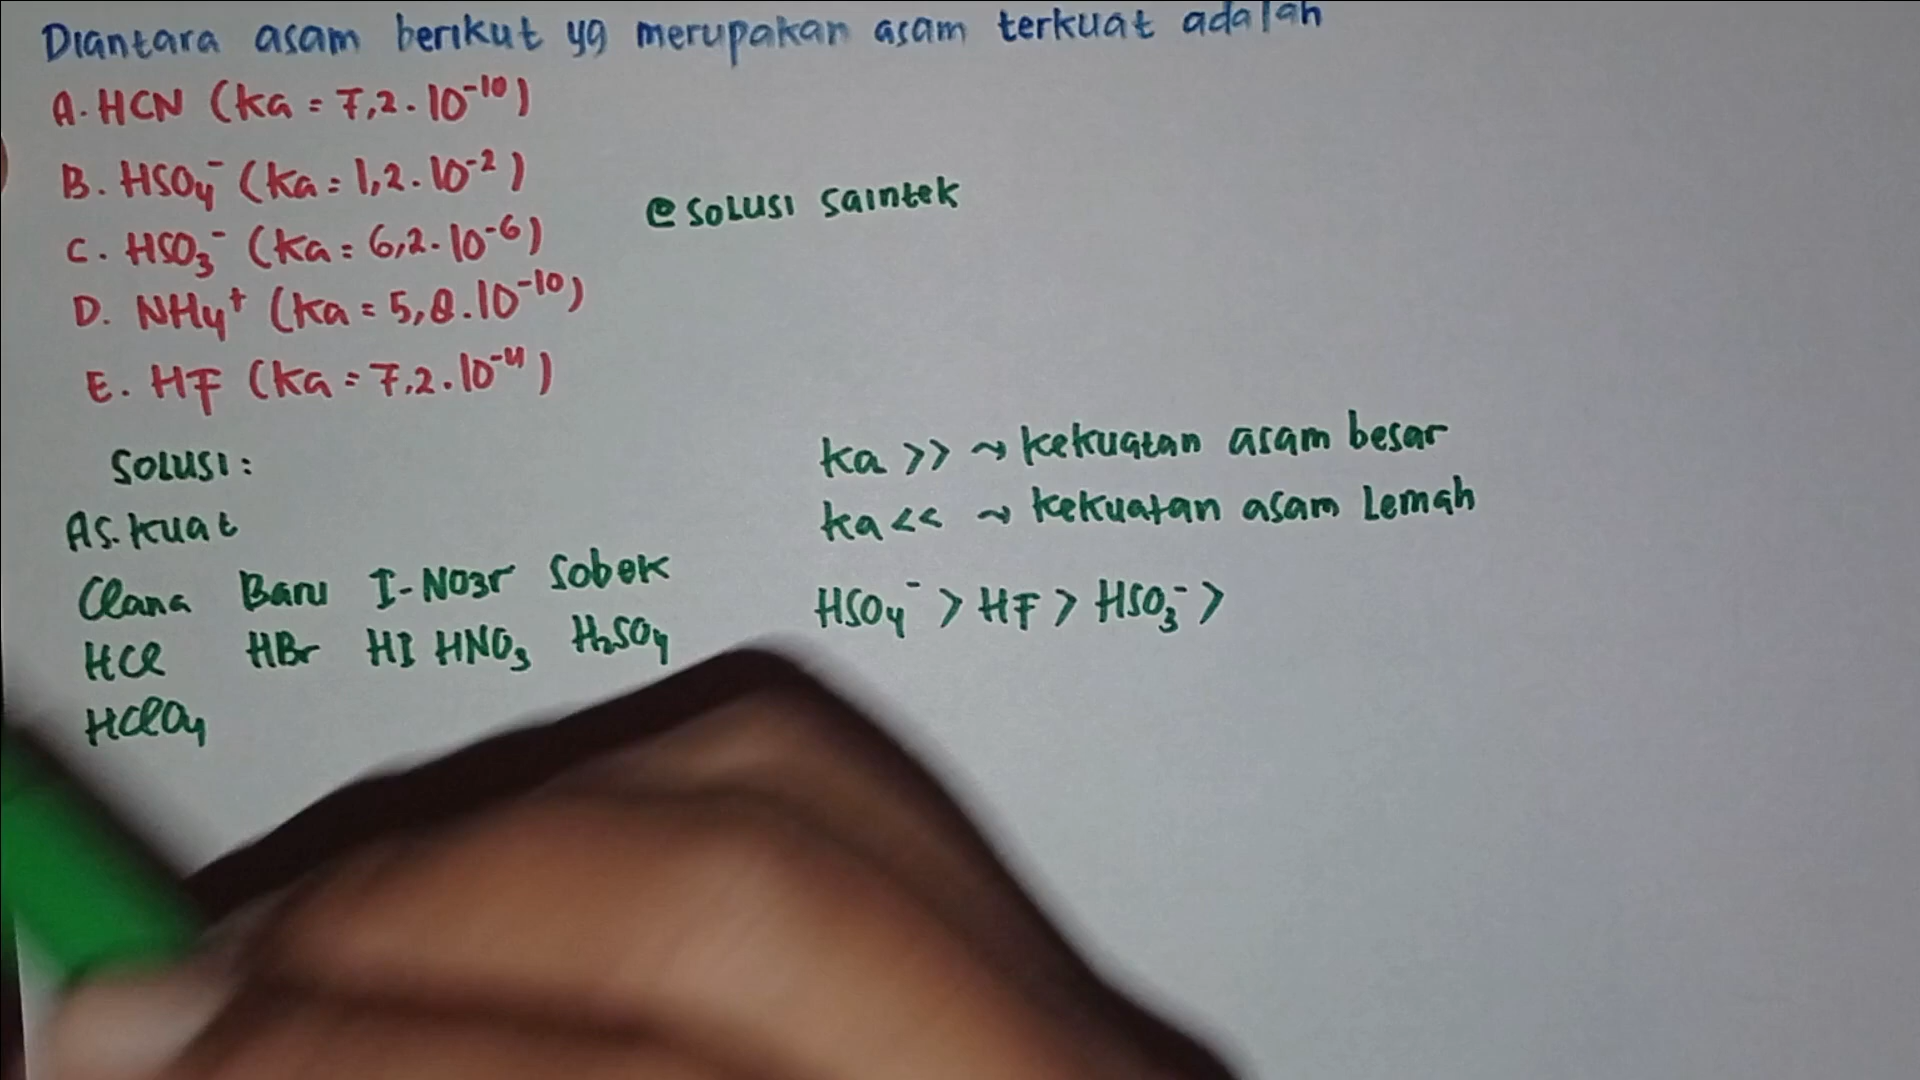 Diantara asam berikut yg merupakan asam terkuat adalah
A. HCN (Ka = 7,2 . 10⁻¹⁰)
B. HSO₄⁻ (Ka = 1,2 . 10⁻²)
C. HSO₃⁻ (Ka = 6,2 . 10⁻⁶)
D. NH₄⁺ (Ka = 5,8 . 10⁻¹⁰)
E. HF (Ka = 7,2 . 10⁻⁴)
@solusi saintek
SOLUSI :
As. kuat
Clana Baru I-NO3r Sobek
HCl HBr HI HNO₃ H₂SO₄
HClO₄
Ka >> ~ kekuatan asam besar
Ka << ~ kekuatan asam Lemah
HSO₄⁻ > HF > HSO₃⁻ >